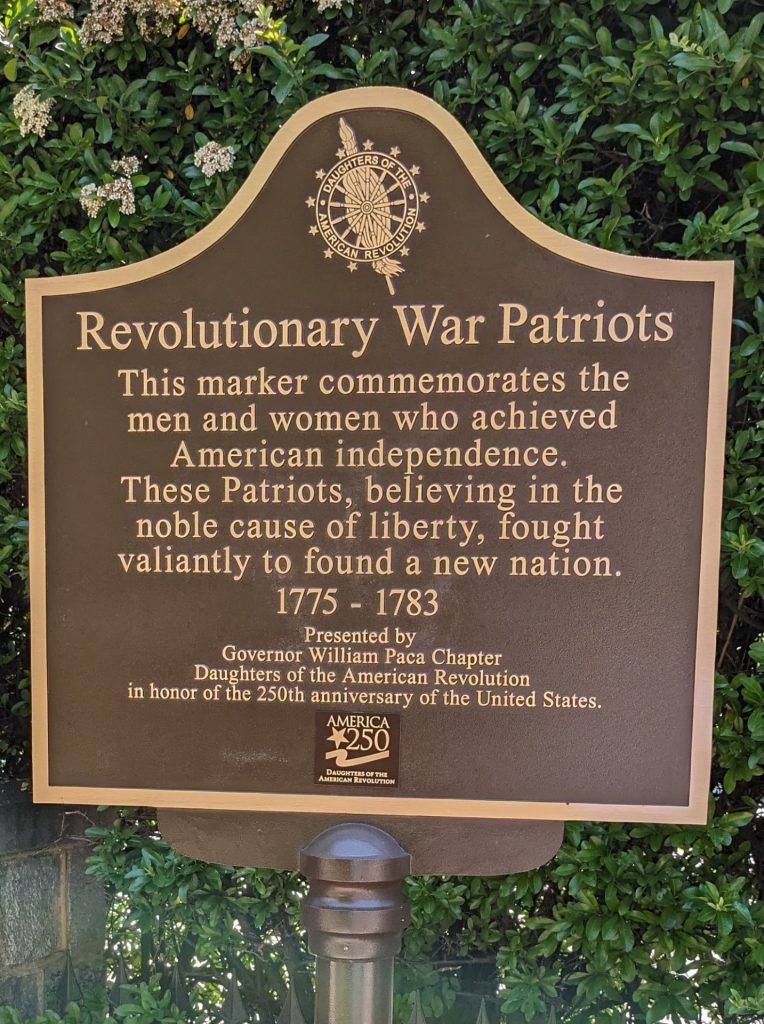 DAUGHTERS OF THE
AMERICAN REVOLUTION
Revolutionary War Patriots
This marker commemorates the
men and women who achieved
American independence.
These Patriots, believing in the
noble cause of liberty, fought
valiantly to found a new nation.
1775 - 1783
Presented by
Governor William Paca Chapter
Daughters of the American Revolution
in honor of the 250th anniversary of the United States.
AMERICA
250
DAUGHTERS OF THE
AMERICAN REVOLUTION